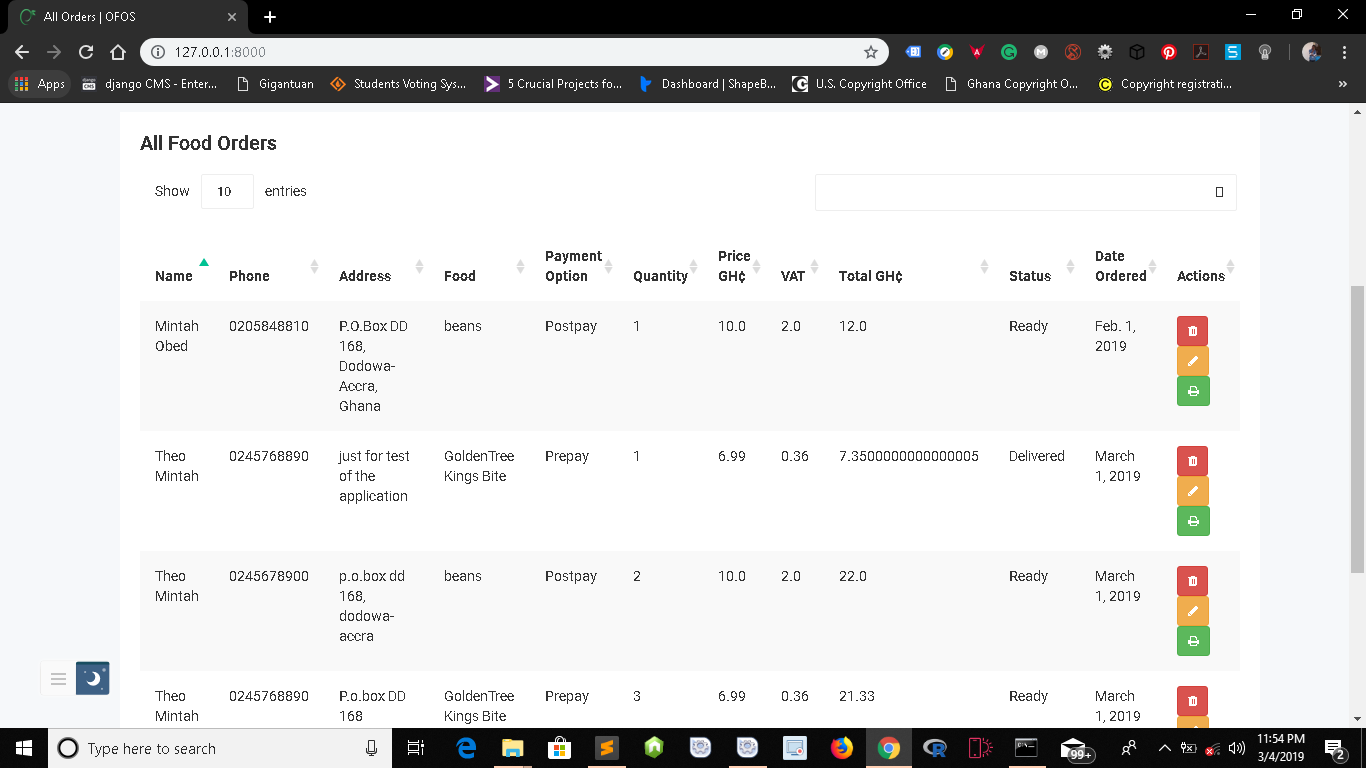 All Orders | OFOS
127.0.0.1:8000
Apps django CMS - Enter... Gigantuan Students Voting Sys... 5 Crucial Projects fo... Dashboard | ShapeB... U.S. Copyright Office Ghana Copyright O... Copyright registrati... »
All Food Orders
Show 10 entries
Name Phone Address Food Payment Option Quantity Price GH₵ VAT Total GH₵ Status Date Ordered Actions
Mintah 0205848810 P.O.Box DD beans Postpay 1 10.0 2.0 12.0 Ready Feb. 1,
Obed 168, 2019
Dodowa-
Accra,
Ghana
Theo 0245768890 just for test GoldenTree Prepay 1 6.99 0.36 7.3500000000000005 Delivered March
Mintah of the Kings Bite 1, 2019
application
Theo 0245678900 p.o.box dd beans Postpay 2 10.0 2.0 22.0 Ready March
Mintah 168, 1, 2019
dodowa-
accra
Theo 0245768890 P.o.box DD GoldenTree Prepay 3 6.99 0.36 21.33 Ready March
Mintah 168 Kings Bite 1, 2019
Type here to search
99+
11:54 PM
3/4/2019
2